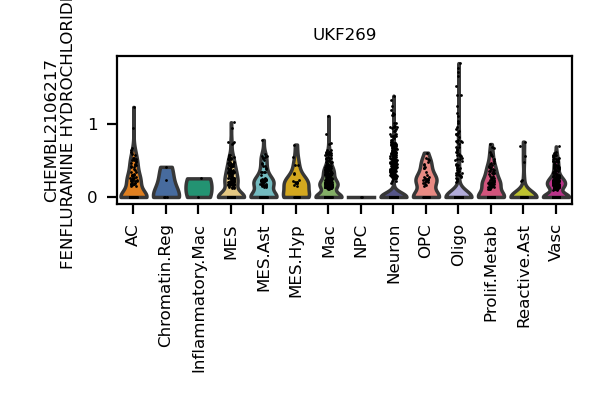 UKF269
CHEMBL2106217
FENFLURAMINE HYDROCHLORID
1
0
AC
Chromatin.Reg
Inflammatory.Mac
MES
MES.Ast
MES.Hyp
Mac
NPC
Neuron
OPC
Oligo
Prolif.Metab
Reactive.Ast
Vasc